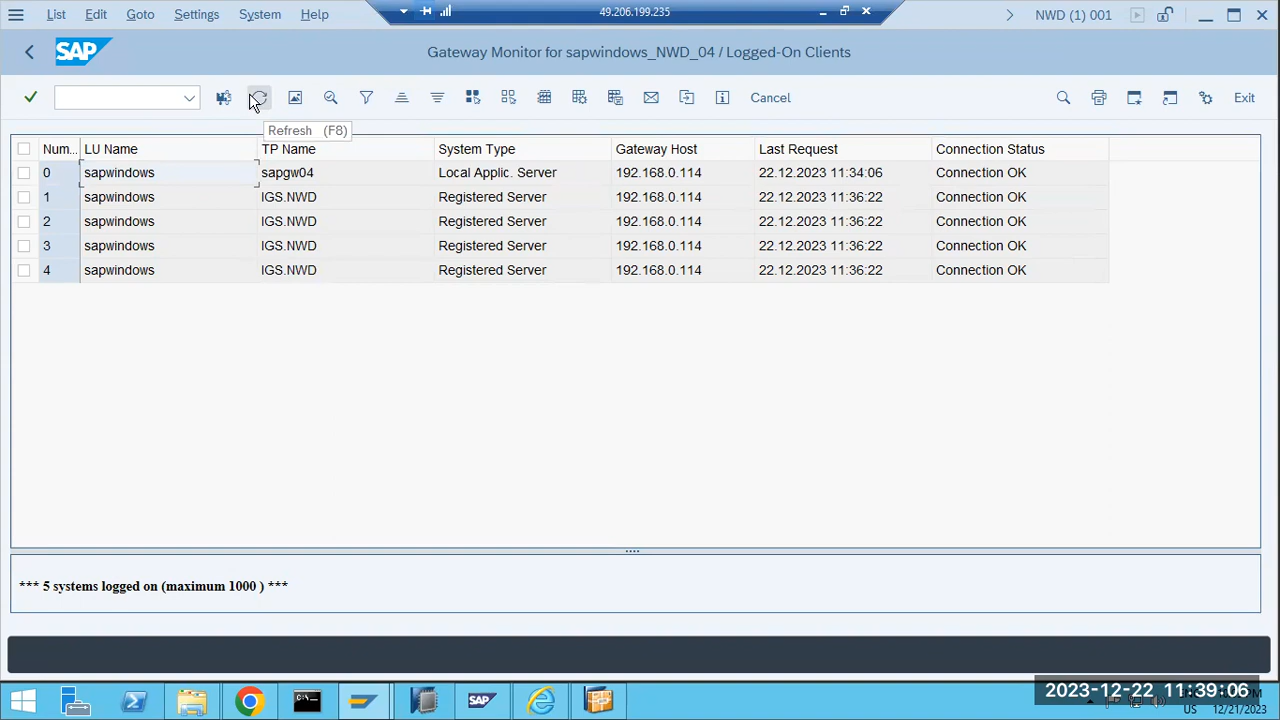 List Edit Goto Settings System Help 49.206.199.235 NWD (1) 001
SAP Gateway Monitor for sapwindows_NWD_04 / Logged-On Clients
Cancel Exit
Refresh (F8)
Num... LU Name TP Name System Type Gateway Host Last Request Connection Status
0 sapwindows sapgw04 Local Applic. Server 192.168.0.114 22.12.2023 11:34:06 Connection OK
1 sapwindows IGS.NWD Registered Server 192.168.0.114 22.12.2023 11:36:22 Connection OK
2 sapwindows IGS.NWD Registered Server 192.168.0.114 22.12.2023 11:36:22 Connection OK
3 sapwindows IGS.NWD Registered Server 192.168.0.114 22.12.2023 11:36:22 Connection OK
4 sapwindows IGS.NWD Registered Server 192.168.0.114 22.12.2023 11:36:22 Connection OK
*** 5 systems logged on (maximum 1000 ) ***
SAP
2023-12-22 11:39:06
US 12/21/2023